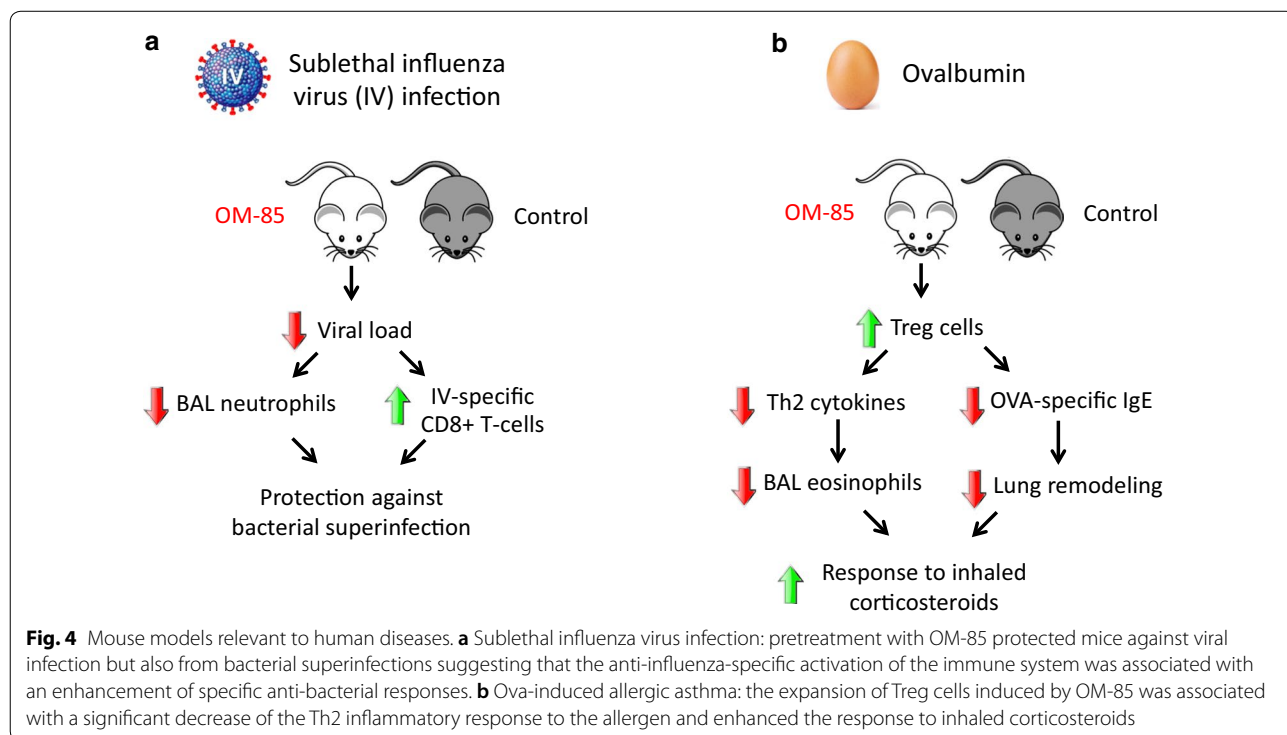 a
IV
Sublethal influenza
virus (IV) infection
OM-85
Control
Viral load
BAL neutrophils
IV-specific
CD8+ T-cells
Protection against
bacterial superinfection
b
Ovalbumin
OM-85
Control
Treg cells
Th2 cytokines
OVA-specific IgE
BAL eosinophils
Lung remodeling
Response to inhaled
corticosteroids
Fig. 4 Mouse models relevant to human diseases. a Sublethal influenza virus infection: pretreatment with OM-85 protected mice against viral
infection but also from bacterial superinfections suggesting that the anti-influenza-specific activation of the immune system was associated with
an enhancement of specific anti-bacterial responses. b Ova-induced allergic asthma: the expansion of Treg cells induced by OM-85 was associated
with a significant decrease of the Th2 inflammatory response to the allergen and enhanced the response to inhaled corticosteroids